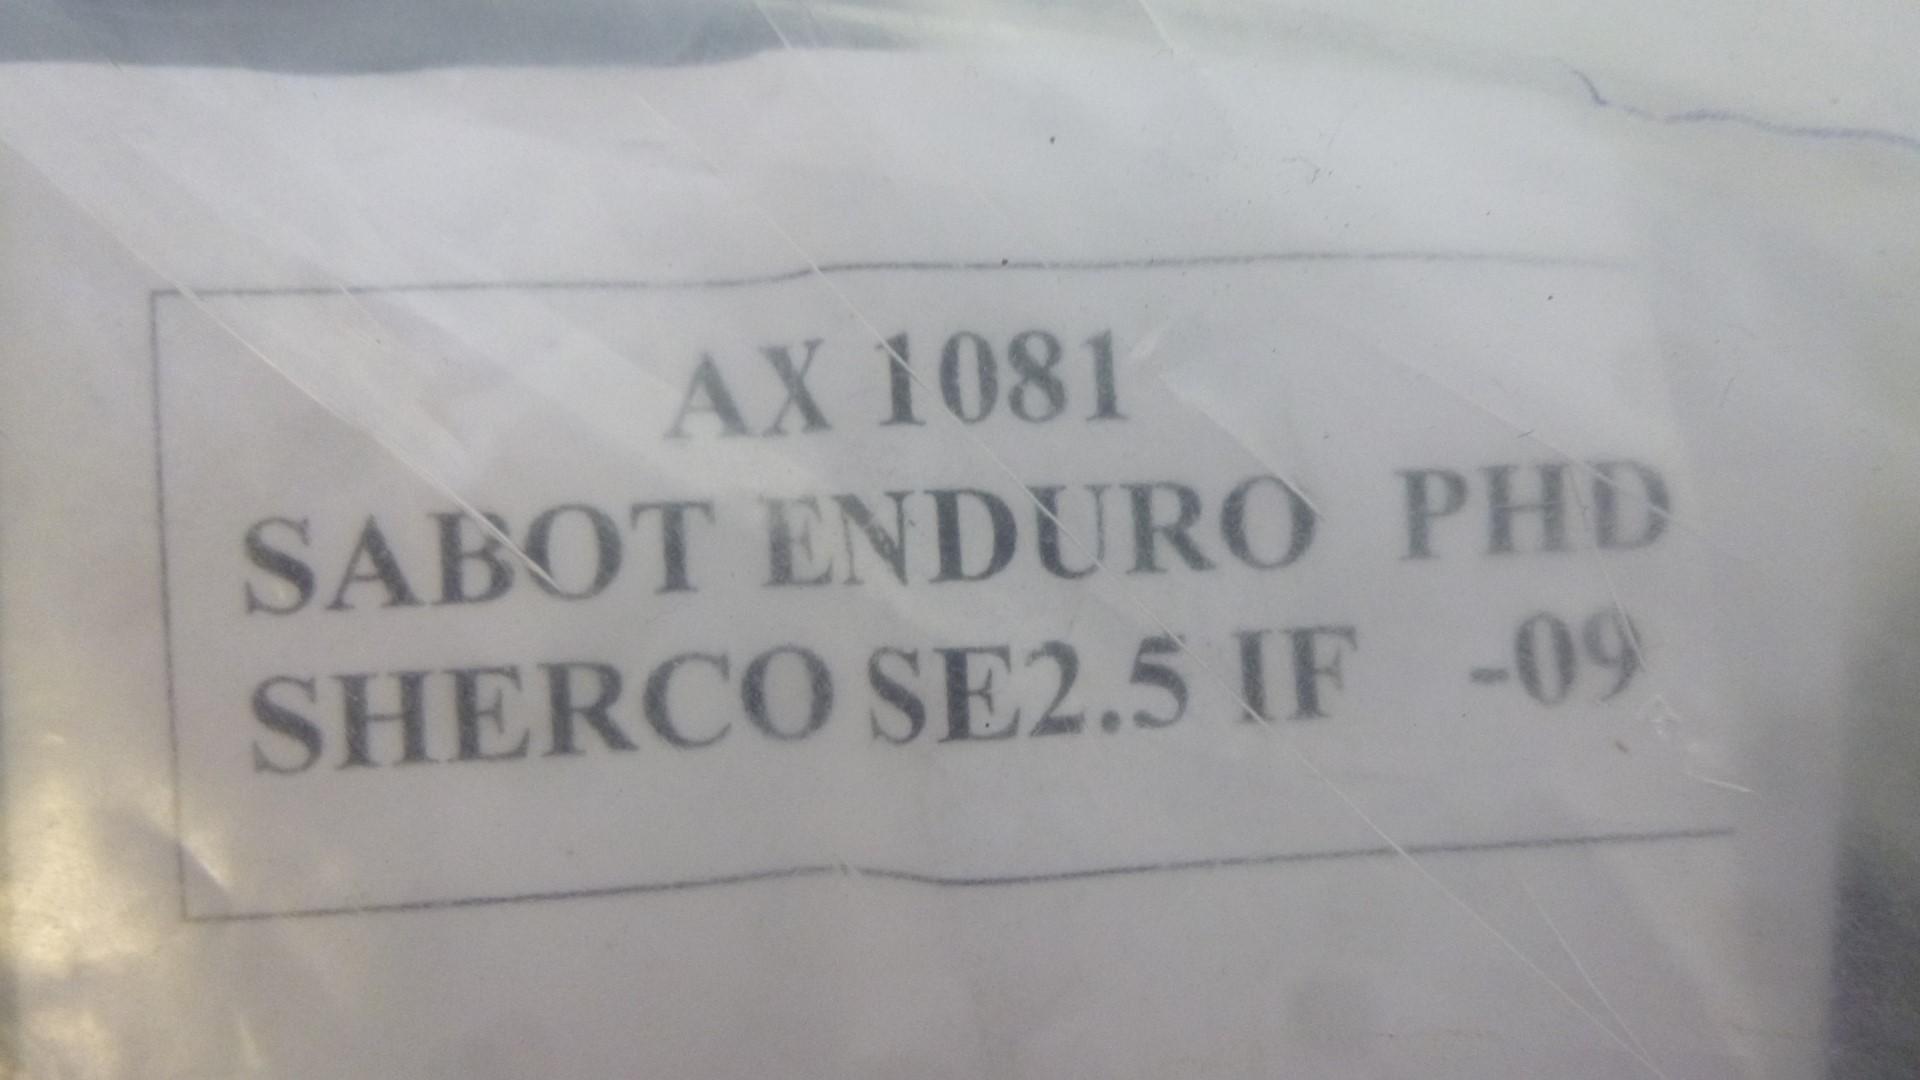 AX 1081
SABOT ENDURO PHD
SHERCO SE2.5 IF -09